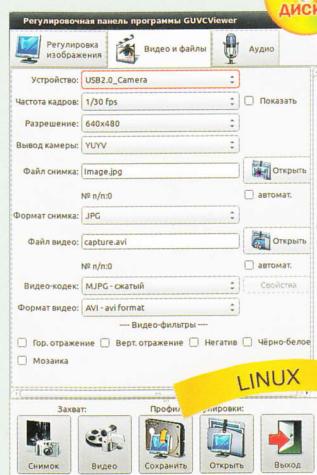 ДИСК
Регулировочная панель программы GUVCViewer
Регулировка изображения
Видео и файлы
Аудио
Устройство: USB2.0_Camera
Частота кадров: 1/30 fps
Показать
Разрешение: 640x480
Вывод камеры: YUYV
Файл снимка: Image.jpg
Открыть
№ п/п:0
автомат.
Формат снимка: JPG
Файл видео: capture.avi
Открыть
№ п/п:0
автомат.
Видео-кодек: MJPG - сжатый
Свойства
Формат видео: AVI - avi format
---- Видео-фильтры ----
Гор. отражение
Верт. отражение
Негатив
Чёрно-белое
Мозаика
LINUX
Захват:
Снимок
Видео
Сохранить
Открыть
Выход